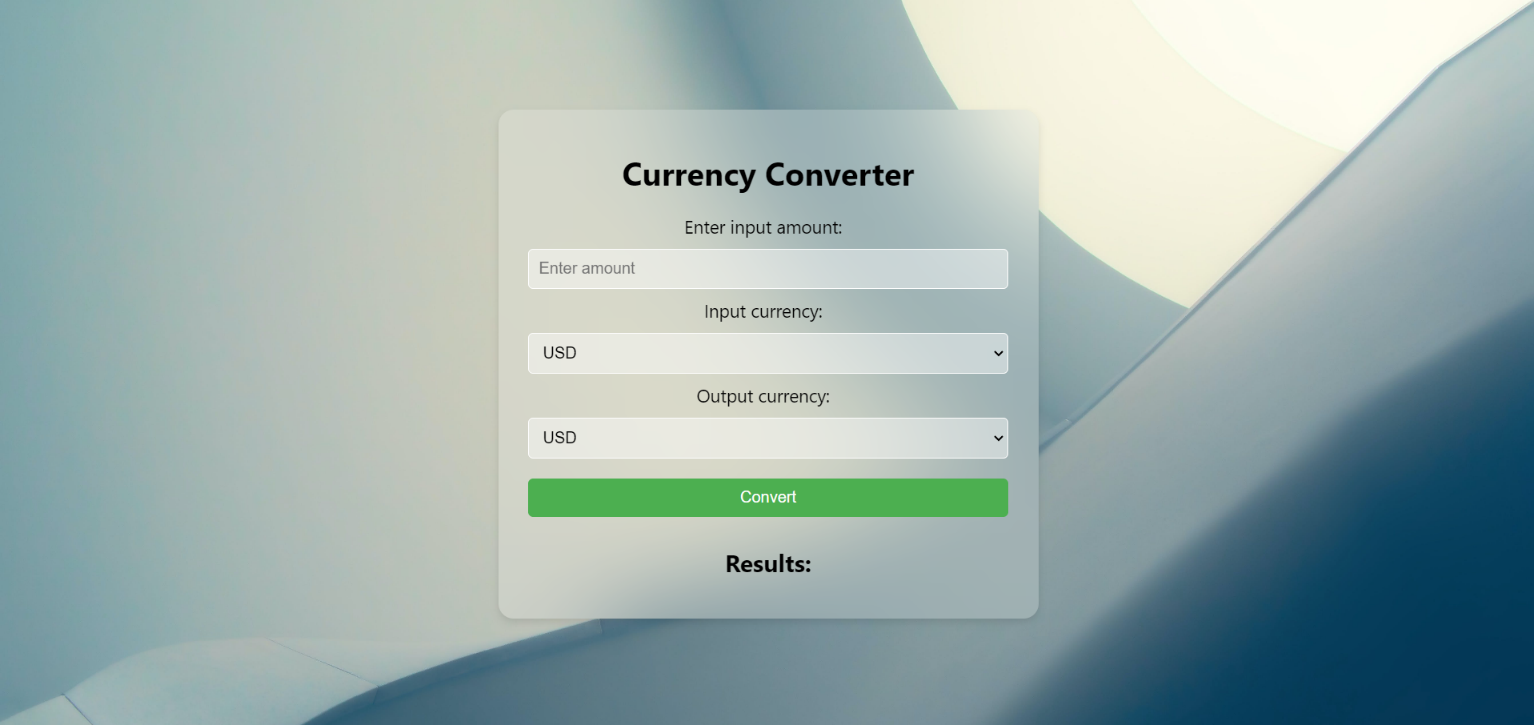 Currency Converter
Enter input amount:
Enter amount
Input currency:
USD
Output currency:
USD
Convert
Results: